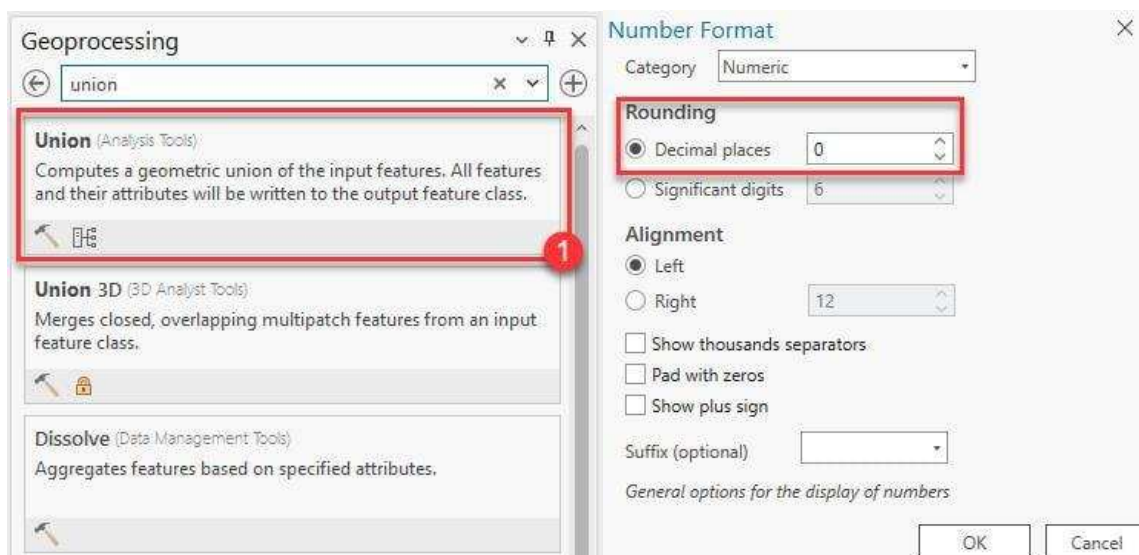 Geoprocessing
union
Union (Analysis Tools)
Computes a geometric union of the input features. All features
and their attributes will be written to the output feature class.
1
Union 3D (3D Analyst Tools)
Merges closed, overlapping multipatch features from an input
feature class.
Dissolve (Data Management Tools)
Aggregates features based on specified attributes.
Number Format
Category Numeric
Rounding
Decimal places 0
Significant digits 6
Alignment
Left
Right 12
Show thousands separators
Pad with zeros
Show plus sign
Suffix (optional)
General options for the display of numbers
OK Cancel